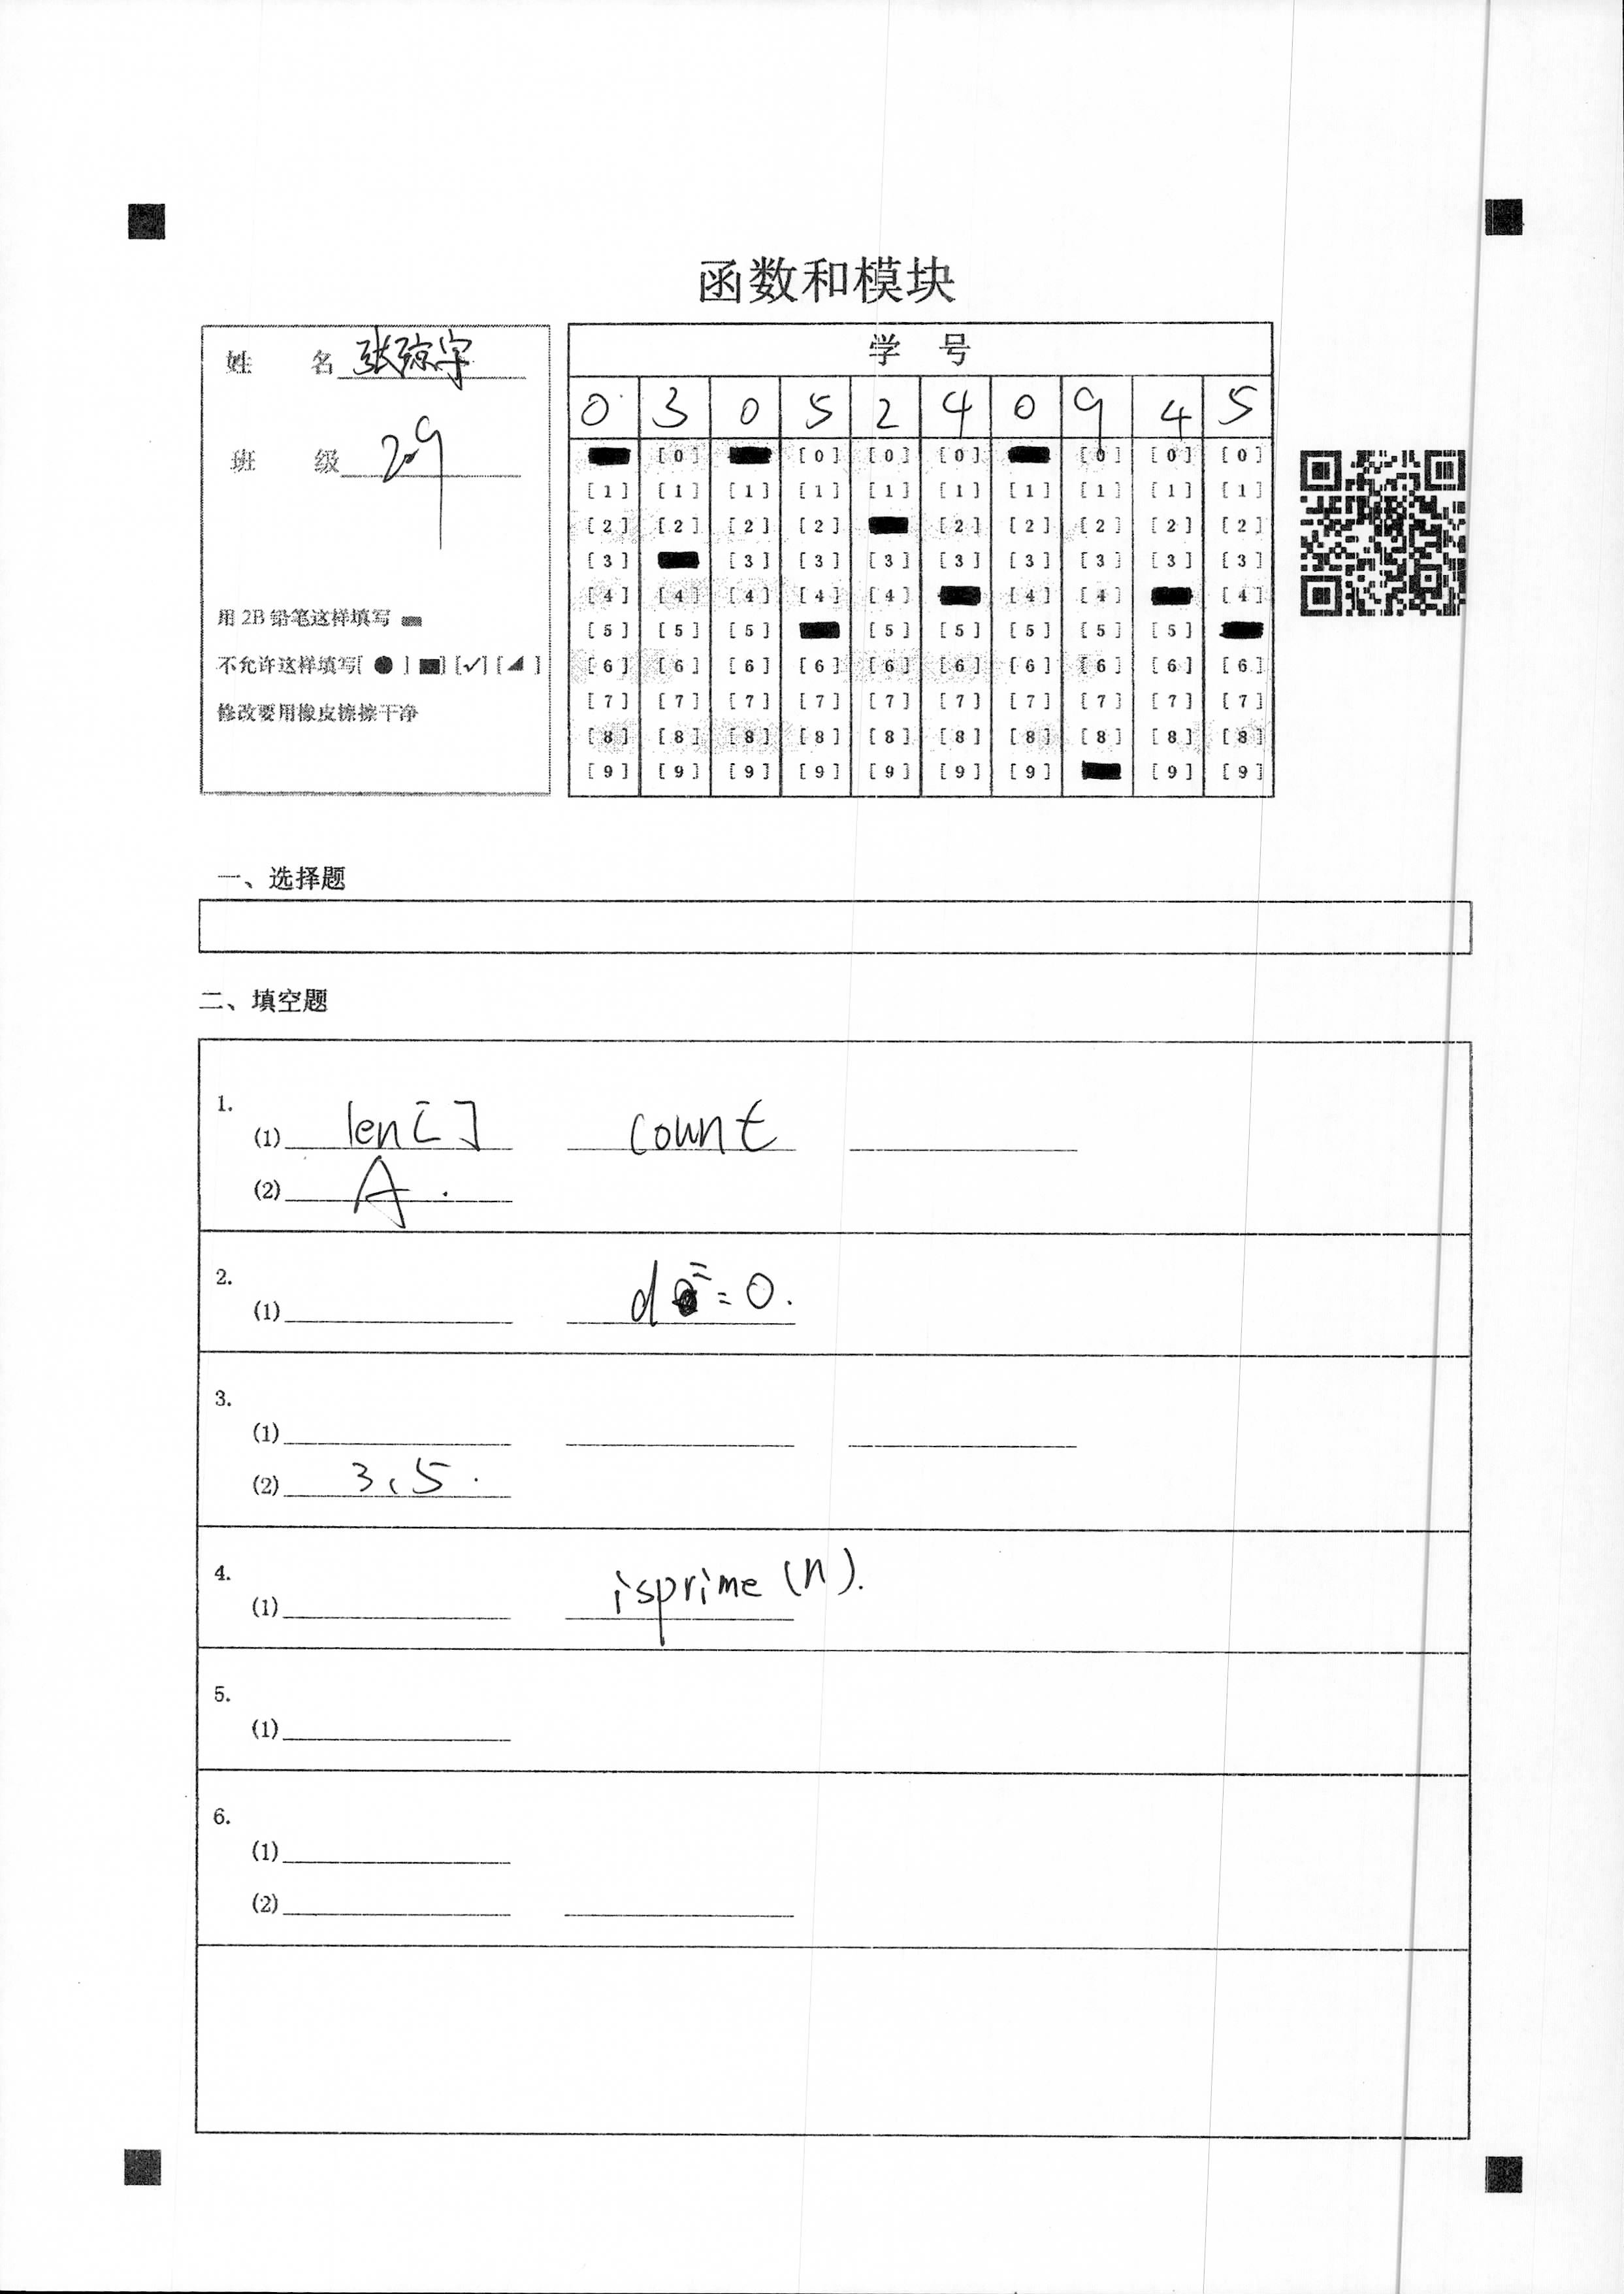 函数和模块
姓 名 张琼宇
班 级 29
用 2B 铅笔这样填写
不允许这样填写[ ● ] [■] [✓] [◢ ]
修改要用橡皮擦擦干净
学 号
0 3 0 5 2 4 0 9 4 5
[0] [0] [0] [0] [0] [0] [0]
[1] [1] [1] [1] [1] [1] [1] [1] [1] [1]
[2] [2] [2] [2] [2] [2] [2] [2] [2]
[3] [3] [3] [3] [3] [3] [3] [3] [3]
[4] [4] [4] [4] [4] [4] [4] [4]
[5] [5] [5] [5] [5] [5] [5] [5]
[6] [6] [6] [6] [6] [6] [6] [6] [6] [6]
[7] [7] [7] [7] [7] [7] [7] [7] [7] [7]
[8] [8] [8] [8] [8] [8] [8] [8] [8] [8]
[9] [9] [9] [9] [9] [9] [9] [9] [9]
一、选择题
二、填空题
1.
(1) len[] count
(2) A.
2.
(1) d==0.
3.
(1)
(2) 3、5.
4.
(1) isprime(n).
5.
(1)
6.
(1)
(2)